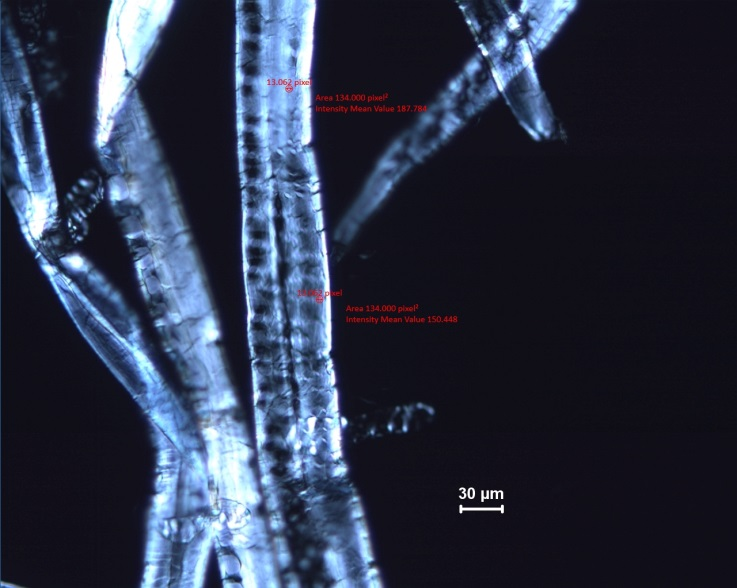 13.062 pixel
Area 134.000 pixel²
Intensity Mean Value 187.784
pixel
Area 134.000 pixel²
Intensity Mean Value 150.448
30 µm